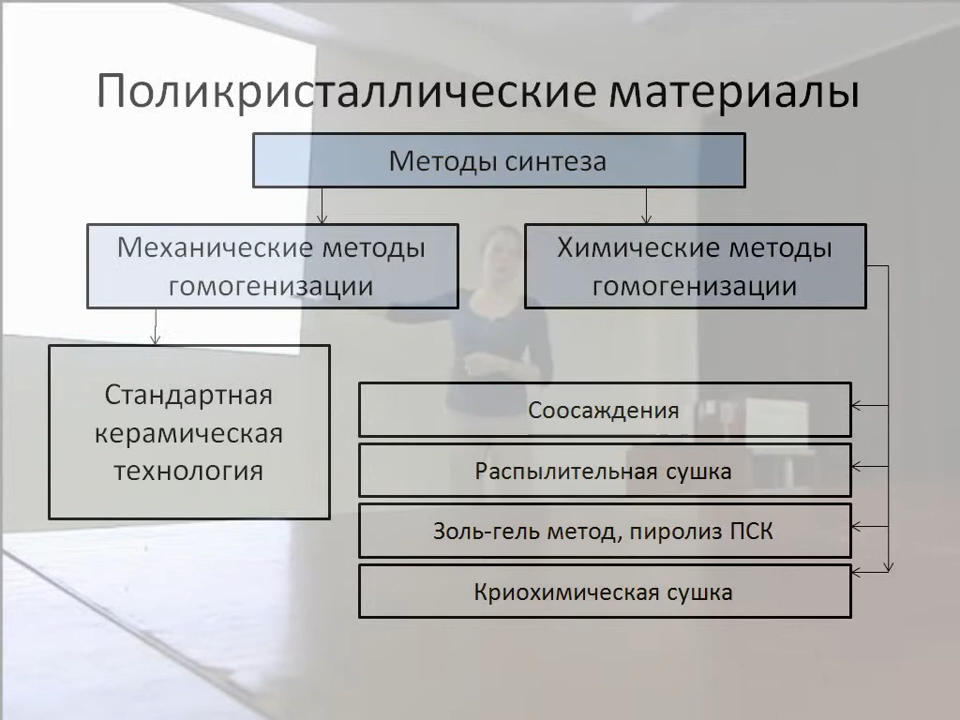 Поликристаллические материалы
Методы синтеза
Механические методы
гомогенизации
Химические методы
гомогенизации
Стандартная
керамическая
технология
Соосаждения
Распылительная сушка
Золь-гель метод, пиролиз ПСК
Криохимическая сушка